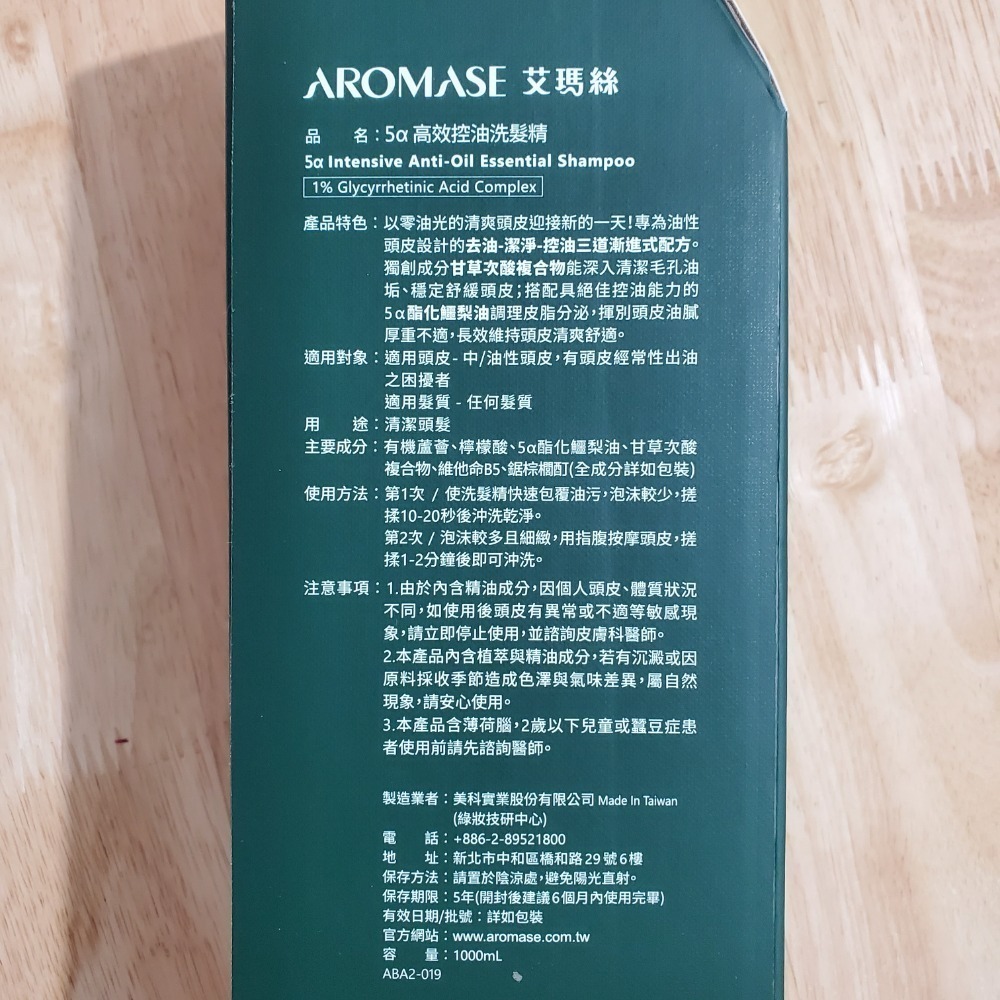 AROMASE 艾瑪絲
品　　名：5α 高效控油洗髮精
5α Intensive Anti-Oil Essential Shampoo
1% Glycyrrhetinic Acid Complex
產品特色：以零油光的清爽頭皮迎接新的一天!專為油性
頭皮設計的去油-潔淨-控油三道漸進式配方。
獨創成分甘草次酸複合物能深入清潔毛孔油
垢、穩定舒緩頭皮；搭配具絕佳控油能力的
5α酯化鱷梨油調理皮脂分泌，揮別頭皮油膩
厚重不適，長效維持頭皮清爽舒適。
適用對象：適用頭皮- 中/油性頭皮，有頭皮經常性出油
之困擾者
適用髮質 - 任何髮質
用　　途：清潔頭髮
主要成分：有機蘆薈、檸檬酸、5α酯化鱷梨油、甘草次酸
複合物、維他命B5、鋸棕櫚酊(全成分詳如包裝)
使用方法：第1次 / 使洗髮精快速包覆油污，泡沫較少，搓
揉10-20秒後沖洗乾淨。
第2次 / 泡沫較多且細緻，用指腹按摩頭皮，搓
揉1-2分鐘後即可沖洗。
注意事項：1.由於內含精油成分，因個人頭皮、體質狀況
不同，如使用後頭皮有異常或不適等敏感現
象，請立即停止使用，並諮詢皮膚科醫師。
2.本產品內含植萃與精油成分，若有沉澱或因
原料採收季節造成色澤與氣味差異，屬自然
現象，請安心使用。
3.本產品含薄荷腦，2歲以下兒童或蠶豆症患
者使用前請先諮詢醫師。
製造業者：美科實業股份有限公司 Made In Taiwan
(綠妝技研中心)
電　　話：+886-2-89521800
地　　址：新北市中和區橋和路29號6樓
保存方法：請置於陰涼處，避免陽光直射。
保存期限：5年(開封後建議6個月內使用完畢)
有效日期/批號：詳如包裝
官方網站：www.aromase.com.tw
容　　量：1000mL
ABA2-019